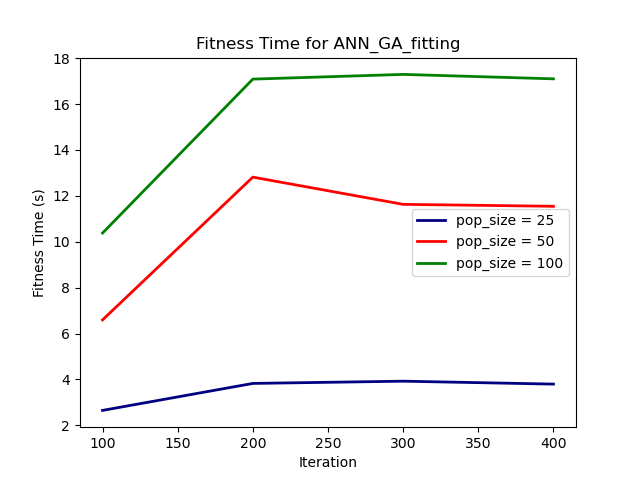 Fitness Time for ANN_GA_fitting
Fitness Time (s)
18
16
14
12
10
8
6
4
2
pop_size = 25
pop_size = 50
pop_size = 100
100 150 200 250 300 350 400
Iteration